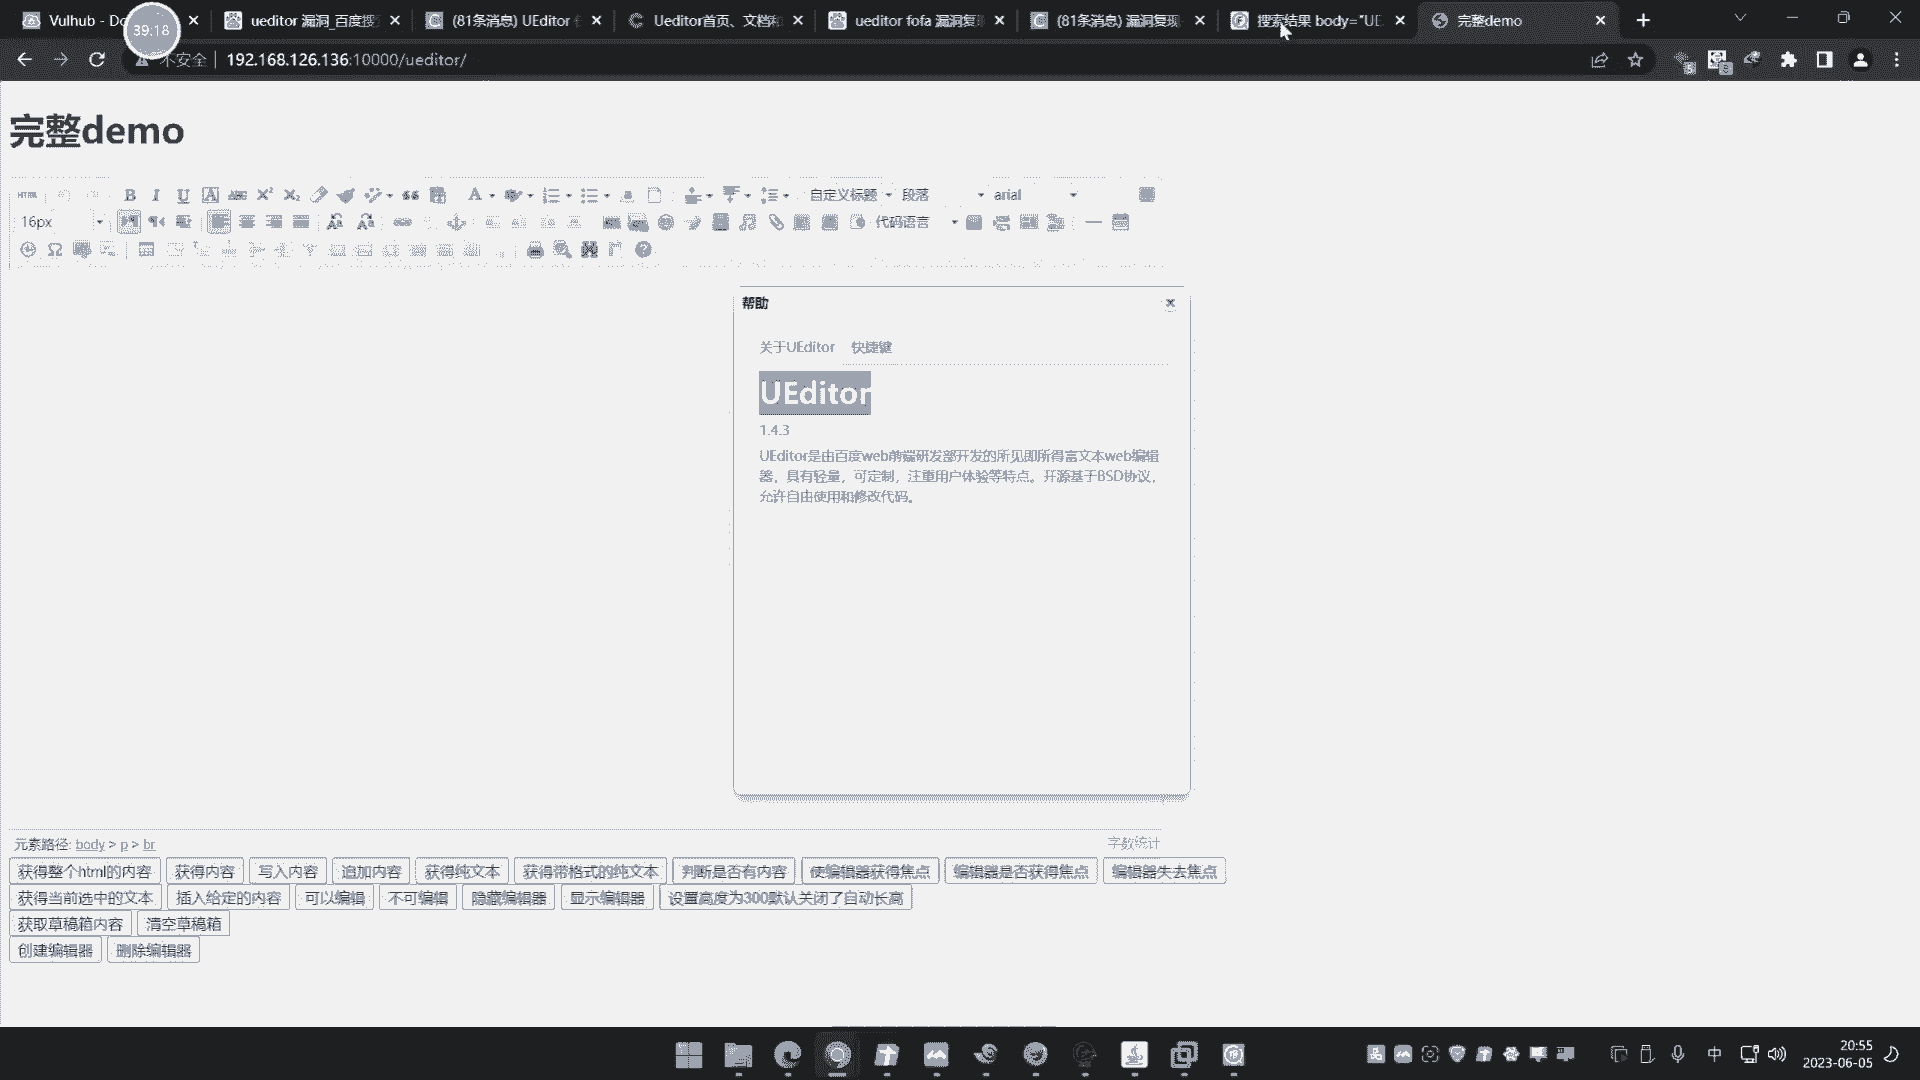 Vulhub - Do
39:18
ueditor 漏洞_百度搜
(81条消息) UEditor
Ueditor首页、文档和
ueditor fofa 漏洞复现
(81条消息) 漏洞复现
搜索结果 body="UE
完整demo
不安全 192.168.126.136:10000/ueditor/
完整demo
HTML
自定义标题 段落 arial
16px 代码语言
帮助
关于UEditor 快捷键
UEditor
1.4.3
UEditor是由百度web前端研发部开发的所见即所得富文本web编辑
器，具有轻量，可定制，注重用户体验等特点。开源基于BSD协议，
允许自由使用和修改代码。
元素路径: body > p > br 字数统计
获得整个html的内容 获得内容 写入内容 追加内容 获得纯文本 获得带格式的纯文本 判断是否有内容 使编辑器获得焦点 编辑器是否获得焦点 编辑器失去焦点
获得当前选中的文本 插入给定的内容 可以编辑 不可编辑 隐藏编辑器 显示编辑器 设置高度为300默认关闭了自动长高
获取草稿箱内容 清空草稿箱
创建编辑器 删除编辑器
中
20:55
2023-06-05